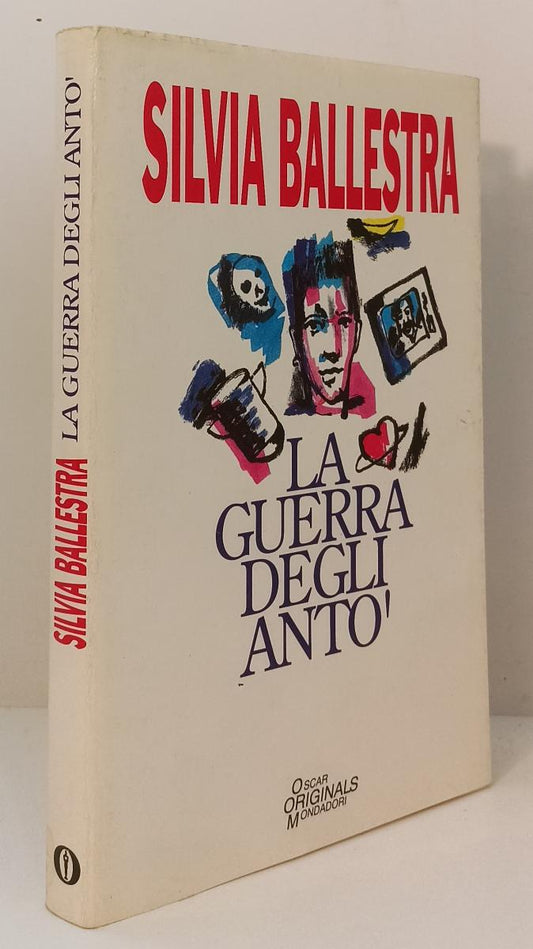 SILVIA BALLESTRA
LA
GUERRA
DEGLI
ANTO'
OSCAR
ORIGINALS
MONDADORI
SILVIA BALLESTRA LA GUERRA DEGLI ANTO'